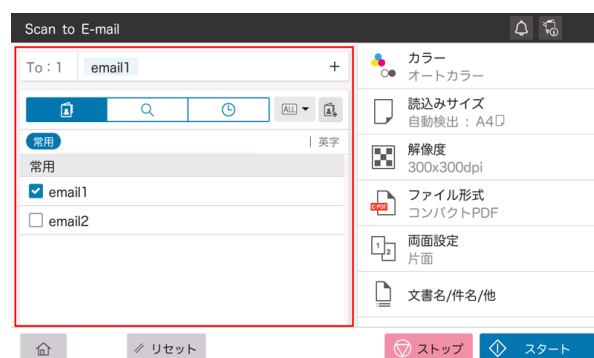 Scan to E-mail
To:1 email1 +
ALL
常用 | 英字
常用
email1
email2
カラー
オートカラー
読込みサイズ
自動検出 : A4
解像度
300x300dpi
C-PDF
ファイル形式
コンパクトPDF
1 2
両面設定
片面
文書名/件名/他
リセット
ストップ
スタート